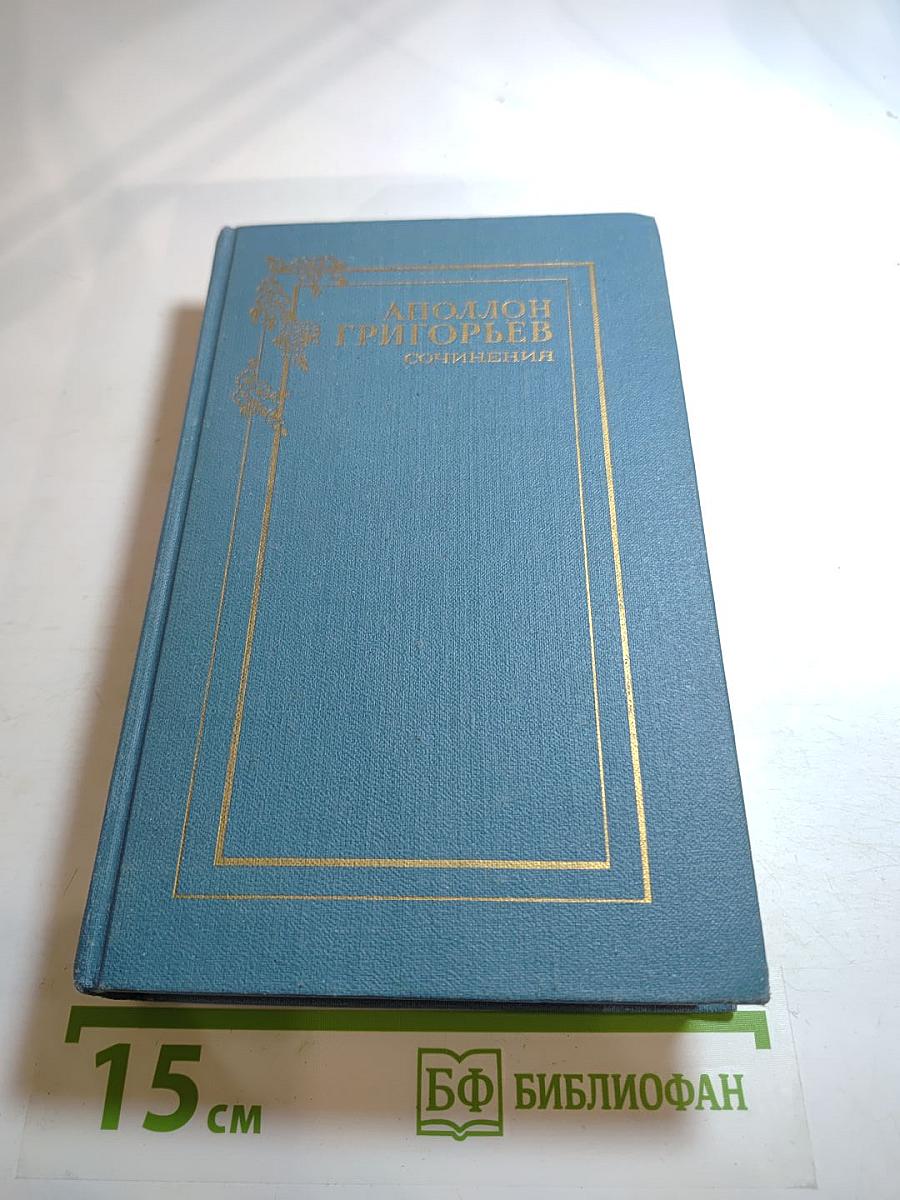 АПОЛЛОН
ГРИГОРЬЕВ
СОЧИНЕНИЯ
15 см
БФ БИБЛИОФАН